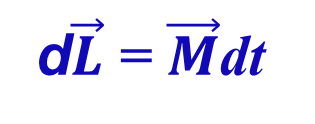 d\vec{L} = \vec{M}dt